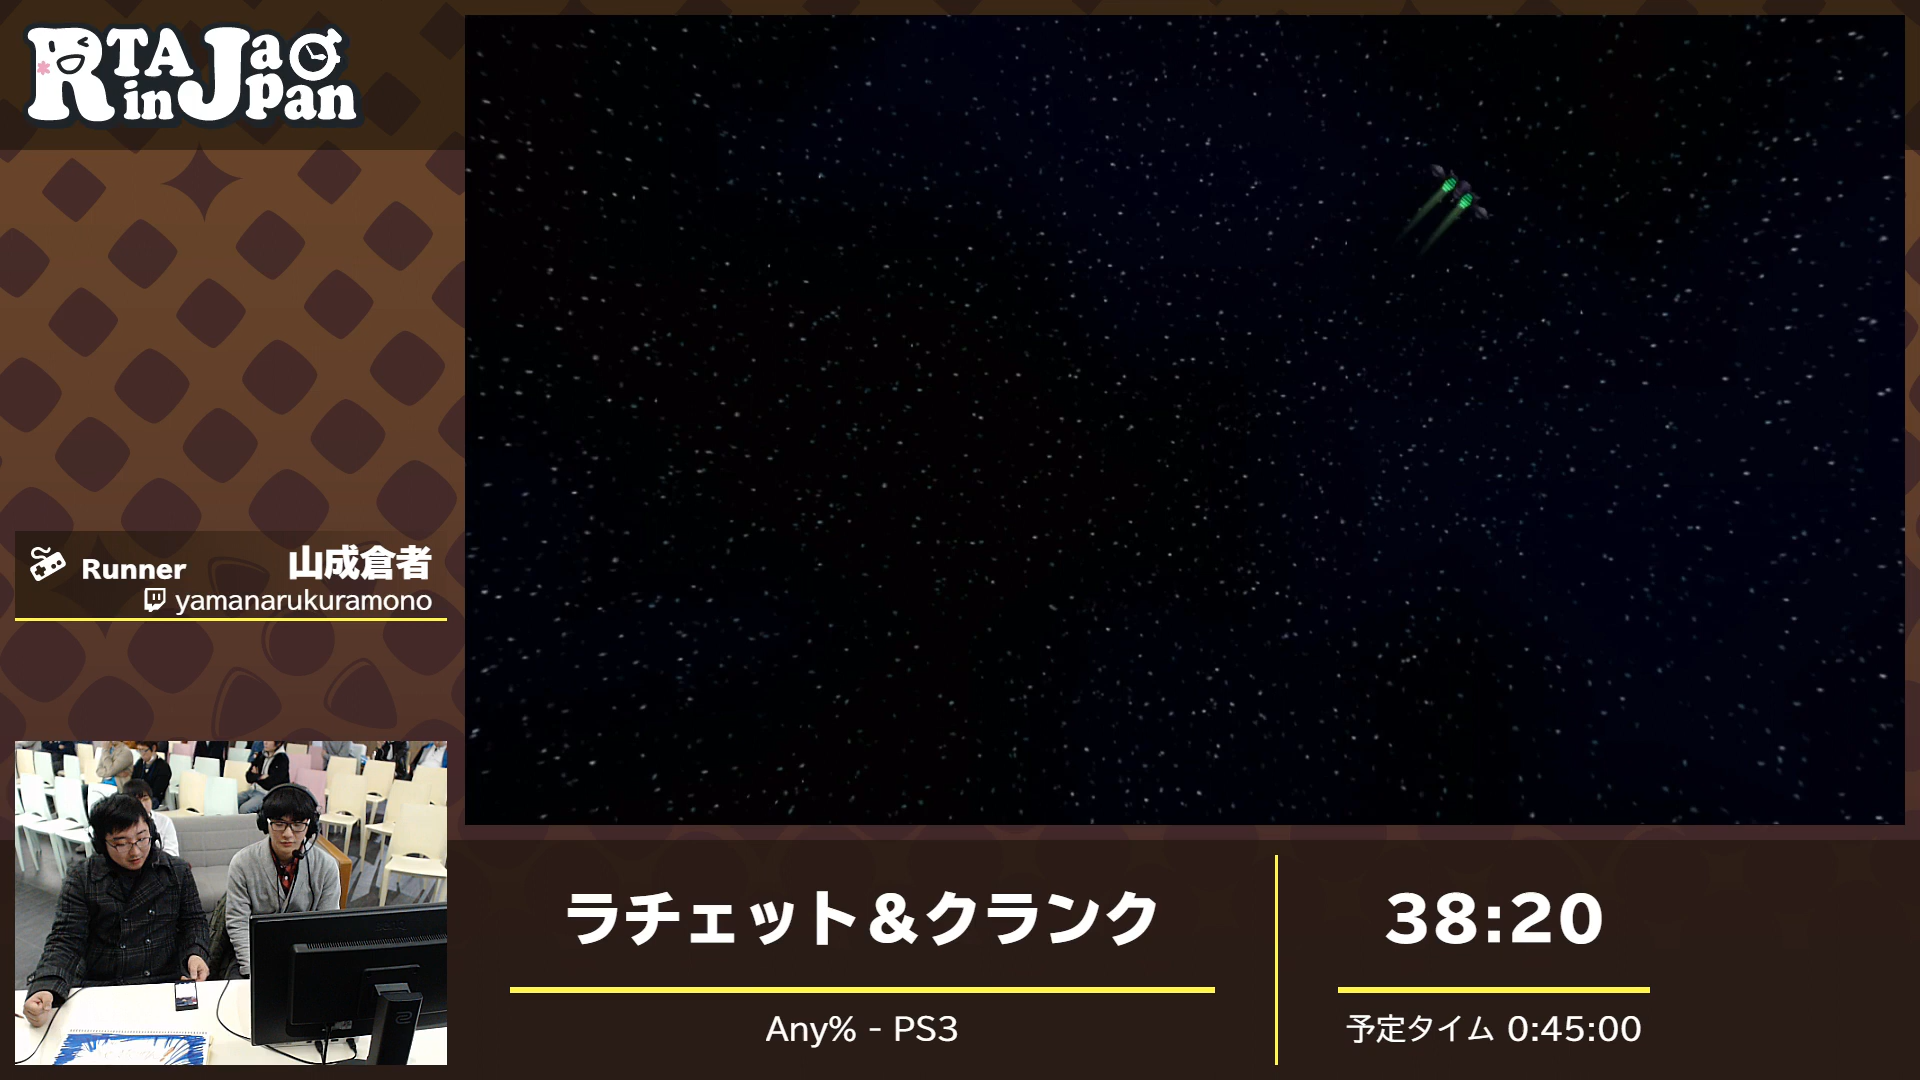 RTA in Japan
Runner 山成倉者
yamanarukuramono
ラチェット＆クランク
38:20
Any% - PS3
予定タイム 0:45:00